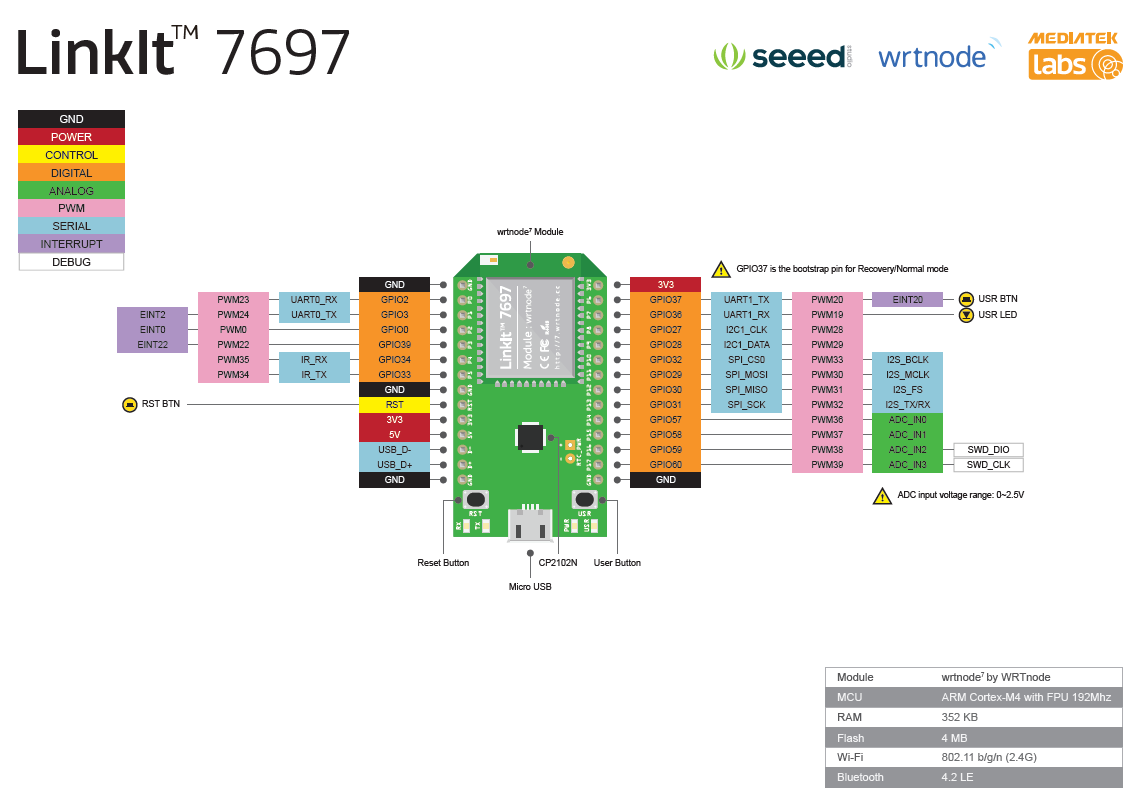 LinkIt™ 7697
seeed studio
wrtnode
MEDIATEK
labs
GND
POWER
CONTROL
DIGITAL
ANALOG
PWM
SERIAL
INTERRUPT
DEBUG
wrtnode⁷ Module
GPIO37 is the bootstrap pin for Recovery/Normal mode
GND 3V3
PWM23 UART0_RX GPIO2 GPIO37 UART1_TX PWM20 EINT20 USR BTN
EINT2 PWM24 UART0_TX GPIO3 GPIO36 UART1_RX PWM19 USR LED
EINT0 PWM0 GPIO0 GPIO27 I2C1_CLK PWM28
EINT22 PWM22 GPIO39 GPIO28 I2C1_DATA PWM29
PWM35 IR_RX GPIO34 GPIO32 SPI_CS0 PWM33 I2S_BCLK
PWM34 IR_TX GPIO33 GPIO29 SPI_MOSI PWM30 I2S_MCLK
GND GPIO30 SPI_MISO PWM31 I2S_FS
RST BTN RST GPIO31 SPI_SCK PWM32 I2S_TX/RX
3V3 GPIO57 PWM36 ADC_IN0
5V GPIO58 PWM37 ADC_IN1
USB_D- GPIO59 PWM38 ADC_IN2 SWD_DIO
USB_D+ GPIO60 PWM39 ADC_IN3 SWD_CLK
GND GND
ADC input voltage range: 0~2.5V
LinkIt 7697
Module : wrtnode⁷
http://7.wrtnode.cc
RTC_PWR
RST USR
RX TX PWR USR
Reset Button CP2102N User Button
Micro USB
Module wrtnode⁷ by WRTnode
MCU ARM Cortex-M4 with FPU 192Mhz
RAM 352 KB
Flash 4 MB
Wi-Fi 802.11 b/g/n (2.4G)
Bluetooth 4.2 LE